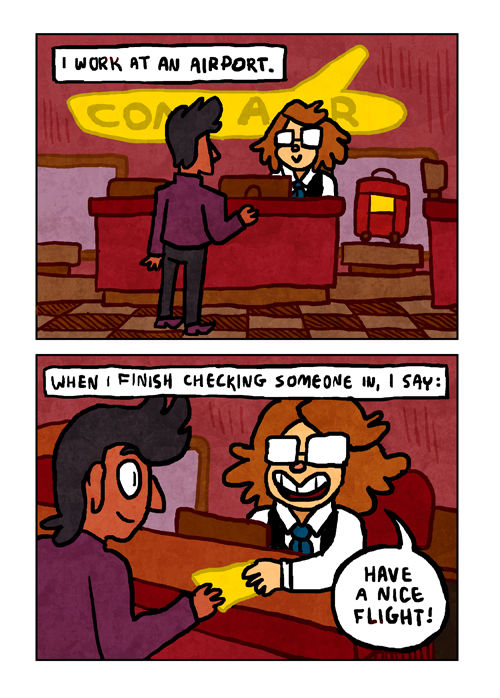 I WORK AT AN AIRPORT.
WHEN I FINISH CHECKING SOMEONE IN, I SAY:
HAVE
A NICE
FLIGHT!